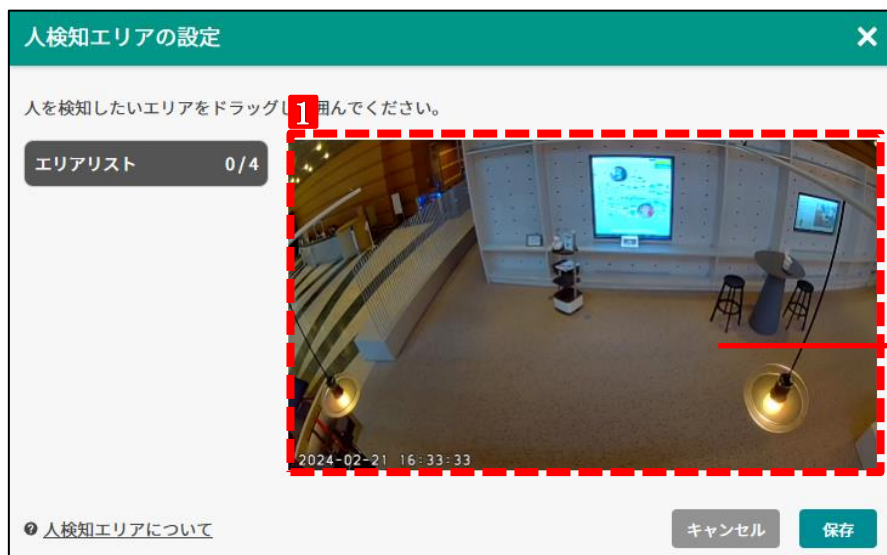 人検知エリアの設定
人を検知したいエリアをドラッグし 囲んでください。
1
エリアリスト 0/4
2024-02-21 16:33:33
人検知エリアについて
キャンセル
保存